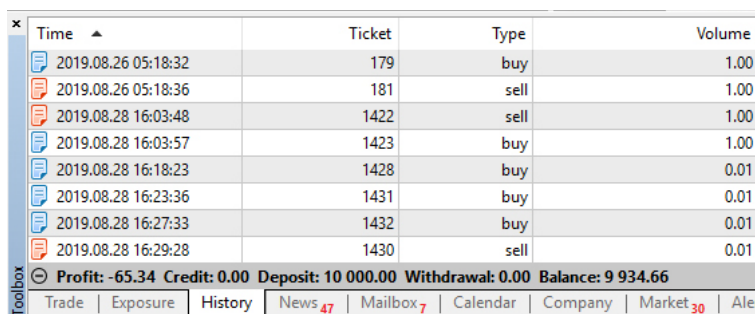 Time Ticket Type Volume
2019.08.26 05:18:32 179 buy 1.00
2019.08.26 05:18:36 181 sell 1.00
2019.08.28 16:03:48 1422 sell 1.00
2019.08.28 16:03:57 1423 buy 1.00
2019.08.28 16:18:23 1428 buy 0.01
2019.08.28 16:23:36 1431 buy 0.01
2019.08.28 16:27:33 1432 buy 0.01
2019.08.28 16:29:28 1430 sell 0.01
Profit: -65.34 Credit: 0.00 Deposit: 10 000.00 Withdrawal: 0.00 Balance: 9 934.66
Trade | Exposure | History | News 47 | Mailbox 7 | Calendar | Company | Market 30 | Ale
Toolbox